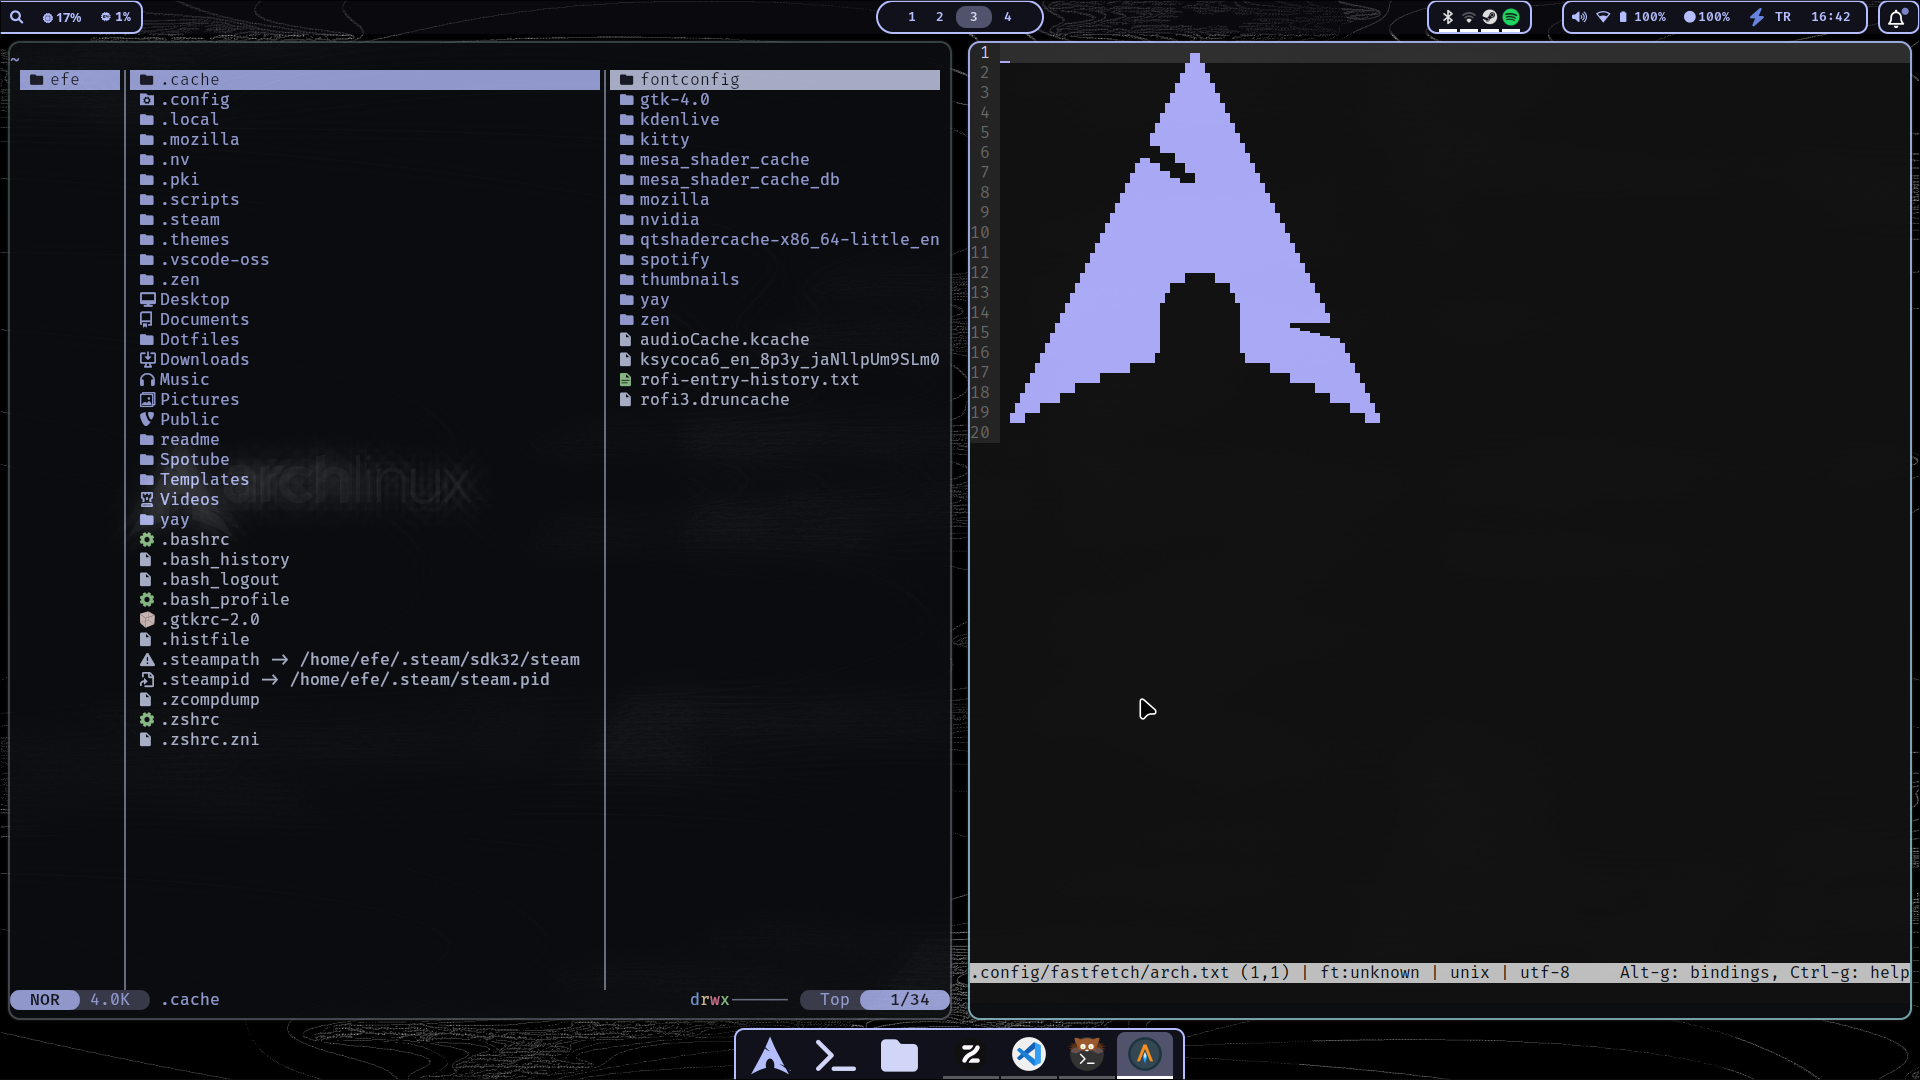 17% 1%
1 2 3 4
100% 100% TR 16:42
~
efe
.cache
.config
.local
.mozilla
.nv
.pki
.scripts
.steam
.themes
.vscode-oss
.zen
Desktop
Documents
Dotfiles
Downloads
Music
Pictures
Public
readme
Spotube
Templates
Videos
yay
.bashrc
.bash_history
.bash_logout
.bash_profile
.gtkrc-2.0
.histfile
.steampath -> /home/efe/.steam/sdk32/steam
.steampid -> /home/efe/.steam/steam.pid
.zcompdump
.zshrc
.zshrc.zni
archlinux
fontconfig
gtk-4.0
kdenlive
kitty
mesa_shader_cache
mesa_shader_cache_db
mozilla
nvidia
qtshadercache-x86_64-little_en
spotify
thumbnails
yay
zen
audioCache.kcache
ksycoca6_en_8p3y_jaNllpUm9SLm0
rofi-entry-history.txt
rofi3.druncache
NOR 4.0K .cache drwx—————— Top 1/34
1
2
3
4
5
6
7
8
9
10
11
12
13
14
15
16
17
18
19
20
.config/fastfetch/arch.txt (1,1) | ft:unknown | unix | utf-8 Alt-g: bindings, Ctrl-g: help